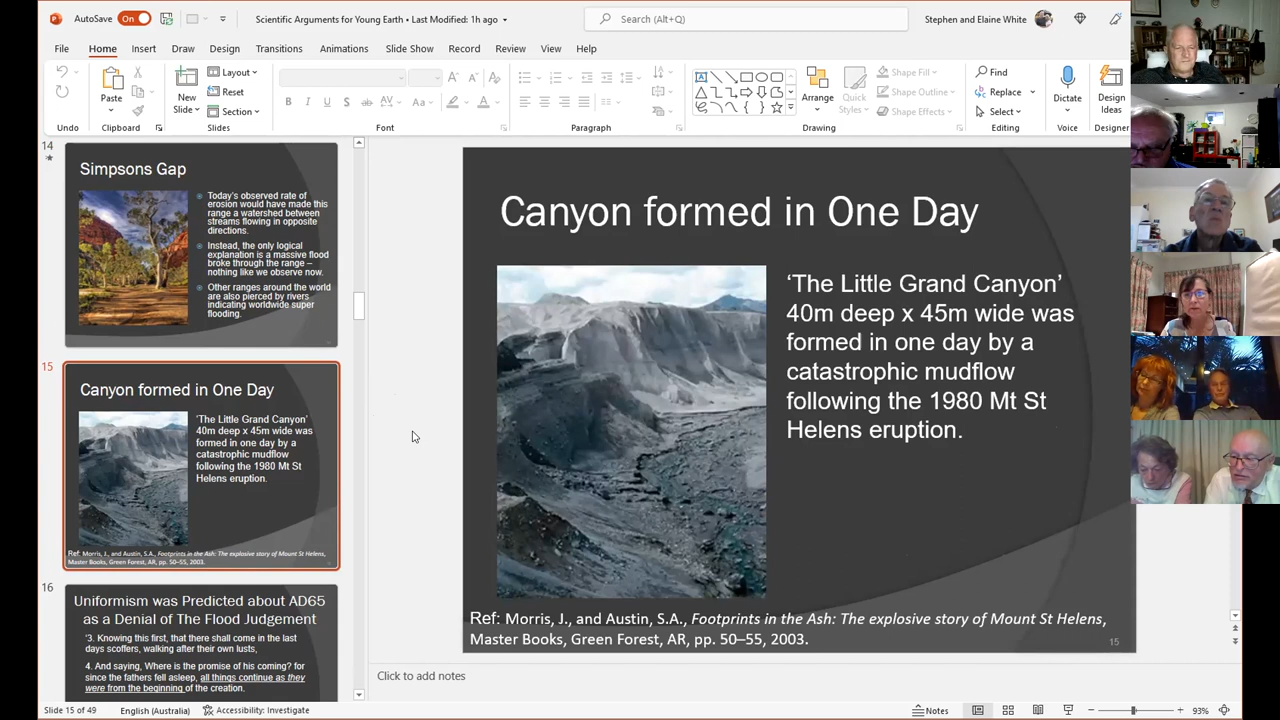 AutoSave On Scientific Arguments for Young Earth • Last Modified: 1h ago Search (Alt+Q) Stephen and Elaine White
File Home Insert Draw Design Transitions Animations Slide Show Record Review View Help
Paste
New Slide
Layout
Reset
Section
B I U S ab AV Aa A A
Arrange
Quick Styles
Shape Fill
Shape Outline
Shape Effects
Find
Replace
Select
Dictate
Design Ideas
Undo Clipboard Slides Font Paragraph Drawing Editing Voice Designer
14
Simpsons Gap
Today's observed rate of
erosion would have made this
range a watershed between
streams flowing in opposite
directions.
Instead, the only logical
explanation is a massive flood
broke through the range –
nothing like we observe now.
Other ranges around the world
are also pierced by rivers
indicating worldwide super
flooding.
15
Canyon formed in One Day
‘The Little Grand Canyon’
40m deep x 45m wide was
formed in one day by a
catastrophic mudflow
following the 1980 Mt St
Helens eruption.
Ref: Morris, J., and Austin, S.A., Footprints in the Ash: The explosive story of Mount St Helens,
Master Books, Green Forest, AR, pp. 50–55, 2003.
16
Uniformism was Predicted about AD65
as a Denial of The Flood Judgement
‘3. Knowing this first, that there shall come in the last
days scoffers, walking after their own lusts,
4. And saying, Where is the promise of his coming? for
since the fathers fell asleep, all things continue as they
were from the beginning of the creation.
Canyon formed in One Day
‘The Little Grand Canyon’
40m deep x 45m wide was
formed in one day by a
catastrophic mudflow
following the 1980 Mt St
Helens eruption.
Ref: Morris, J., and Austin, S.A., Footprints in the Ash: The explosive story of Mount St Helens,
Master Books, Green Forest, AR, pp. 50–55, 2003.
15
Click to add notes
Slide 15 of 49 English (Australia) Accessibility: Investigate Notes 93%